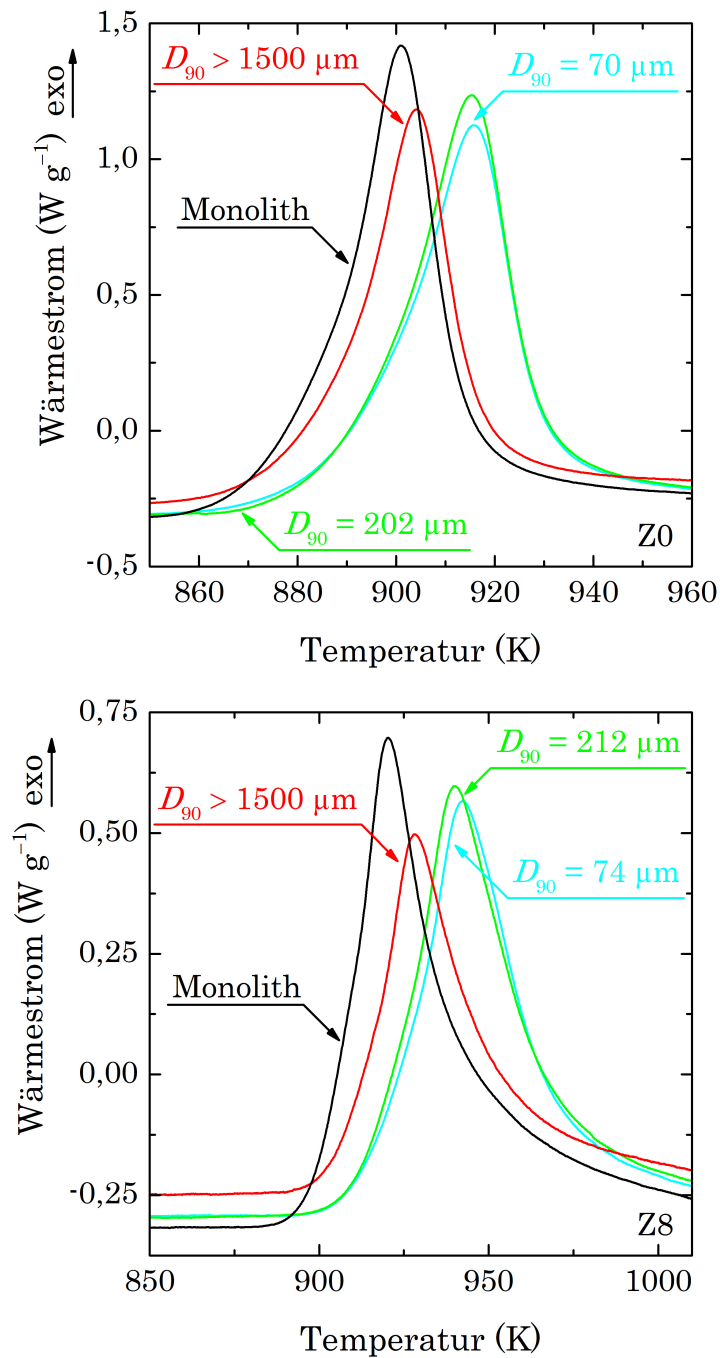 1,5
D90 > 1500 µm
D90 = 70 µm
1,0
Monolith
0,5
0,0
D90 = 202 µm
-0,5
Z0
Wärmestrom (W g⁻¹) exo
860 880 900 920 940 960
Temperatur (K)
0,75
D90 = 212 µm
D90 > 1500 µm
0,50
D90 = 74 µm
0,25
Monolith
0,00
-0,25
Z8
Wärmestrom (W g⁻¹) exo
850 900 950 1000
Temperatur (K)